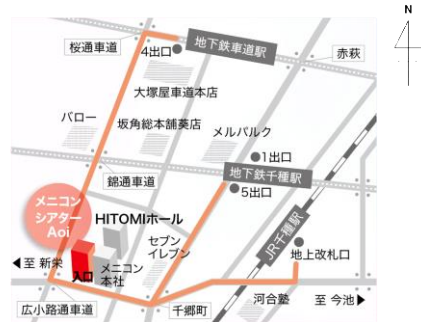 N
桜通車道
4出口
地下鉄車道駅
赤萩
大塚屋車道本店
バロー
坂角総本舗葵店
メルパルク
1出口
地下鉄千種駅
5出口
錦通車道
メニコン
シアター
Aoi
HITOMIホール
JR千種駅
地上改札口
セブン
イレブン
◀至 新栄
入口
メニコン
本社
広小路通車道
千郷町
河合塾
至 今池▶